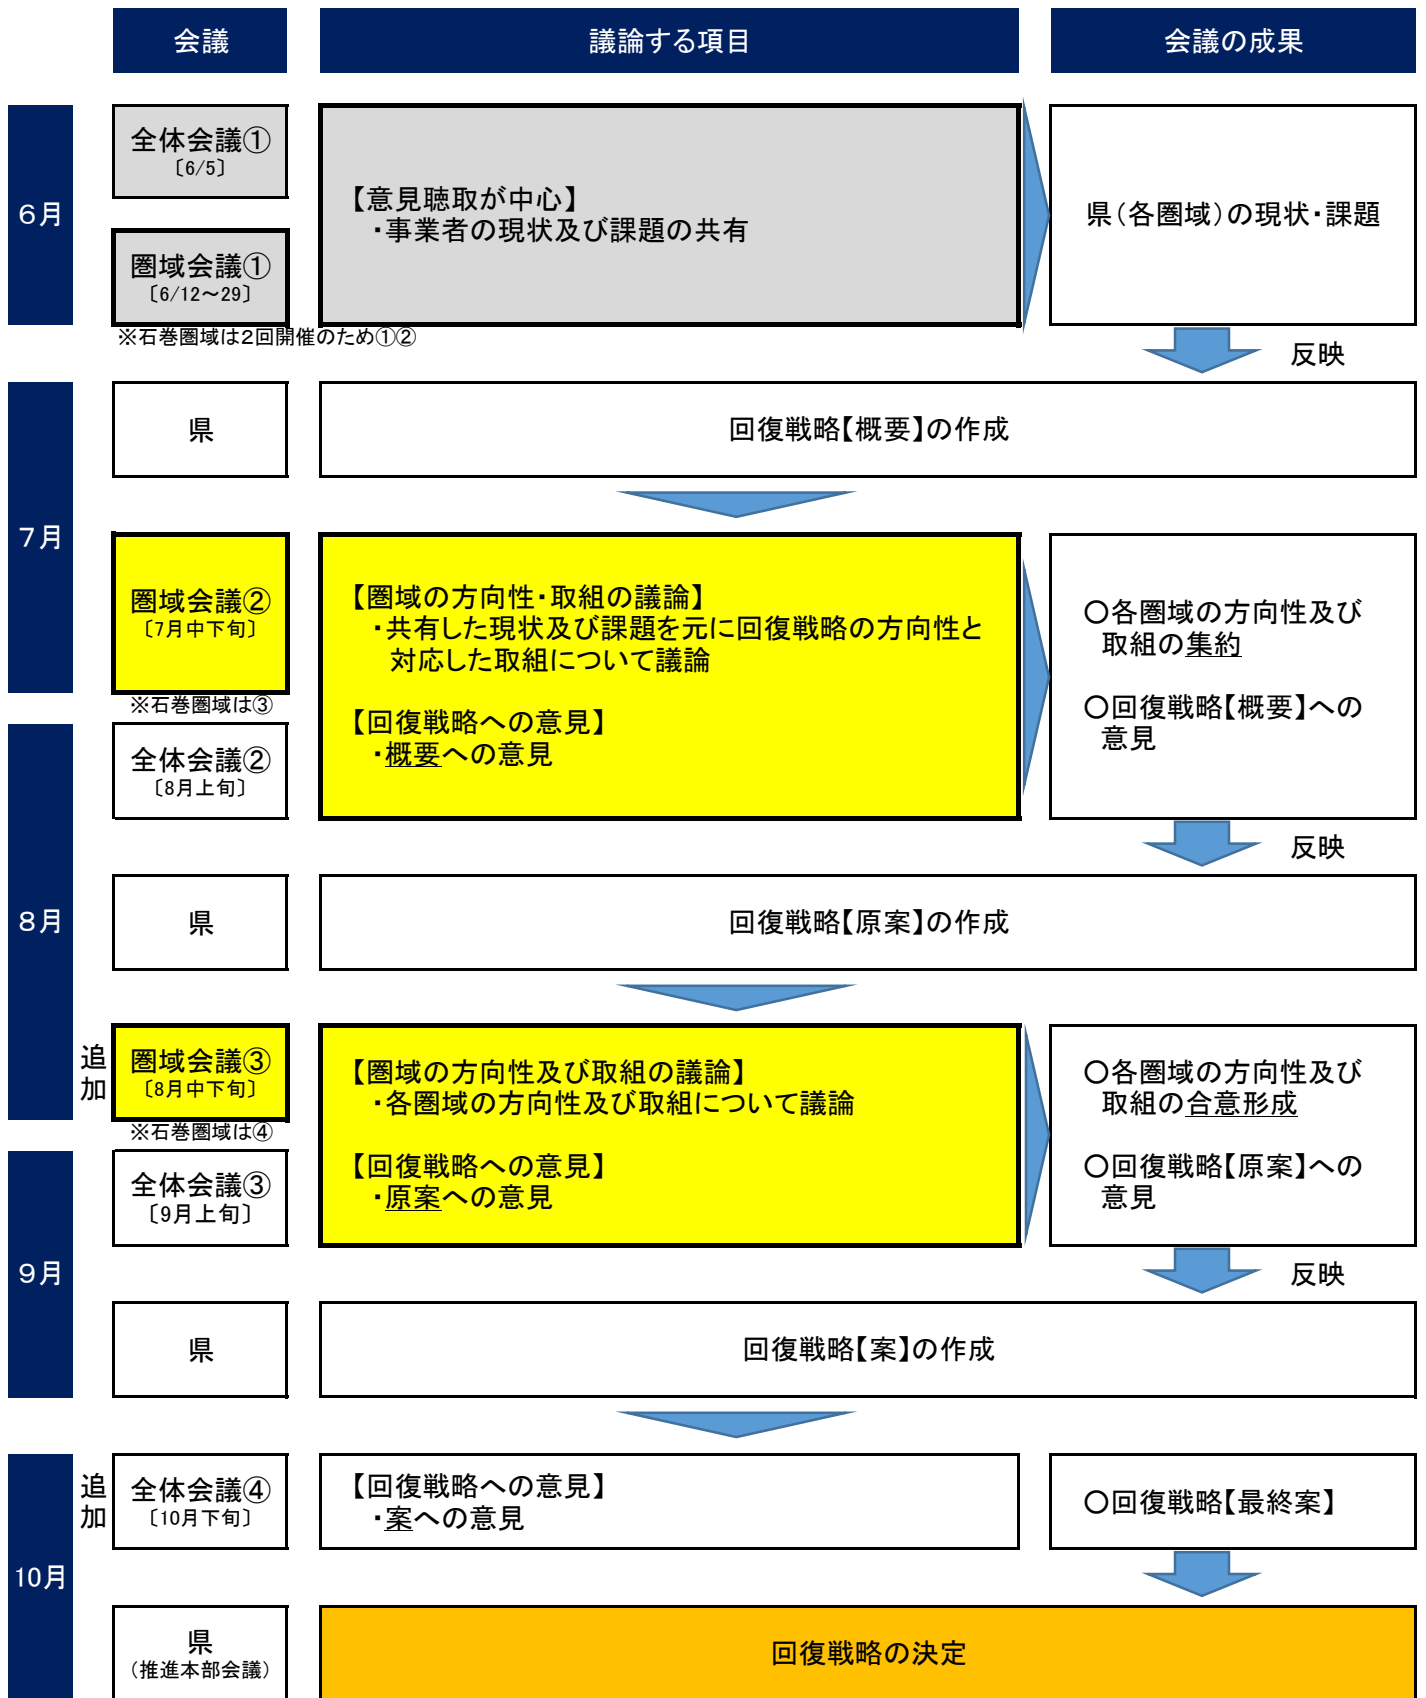 会議
議論する項目
会議の成果
6月
全体会議①
〔6/5〕
圏域会議①
〔6/12～29〕
※石巻圏域は2回開催のため①②
【意見聴取が中心】
・事業者の現状及び課題の共有
県（各圏域）の現状・課題
反映
7月
県
回復戦略【概要】の作成
圏域会議②
〔7月中下旬〕
※石巻圏域は③
全体会議②
〔8月上旬〕
【圏域の方向性・取組の議論】
・共有した現状及び課題を元に回復戦略の方向性と
対応した取組について議論
【回復戦略への意見】
・概要への意見
〇各圏域の方向性及び
取組の集約
〇回復戦略【概要】への
意見
反映
8月
県
回復戦略【原案】の作成
追
加
圏域会議③
〔8月中下旬〕
※石巻圏域は④
全体会議③
〔9月上旬〕
【圏域の方向性及び取組の議論】
・各圏域の方向性及び取組について議論
【回復戦略への意見】
・原案への意見
〇各圏域の方向性及び
取組の合意形成
〇回復戦略【原案】への
意見
反映
9月
県
回復戦略【案】の作成
追
加
全体会議④
〔10月下旬〕
【回復戦略への意見】
・案への意見
〇回復戦略【最終案】
10月
県
（推進本部会議）
回復戦略の決定